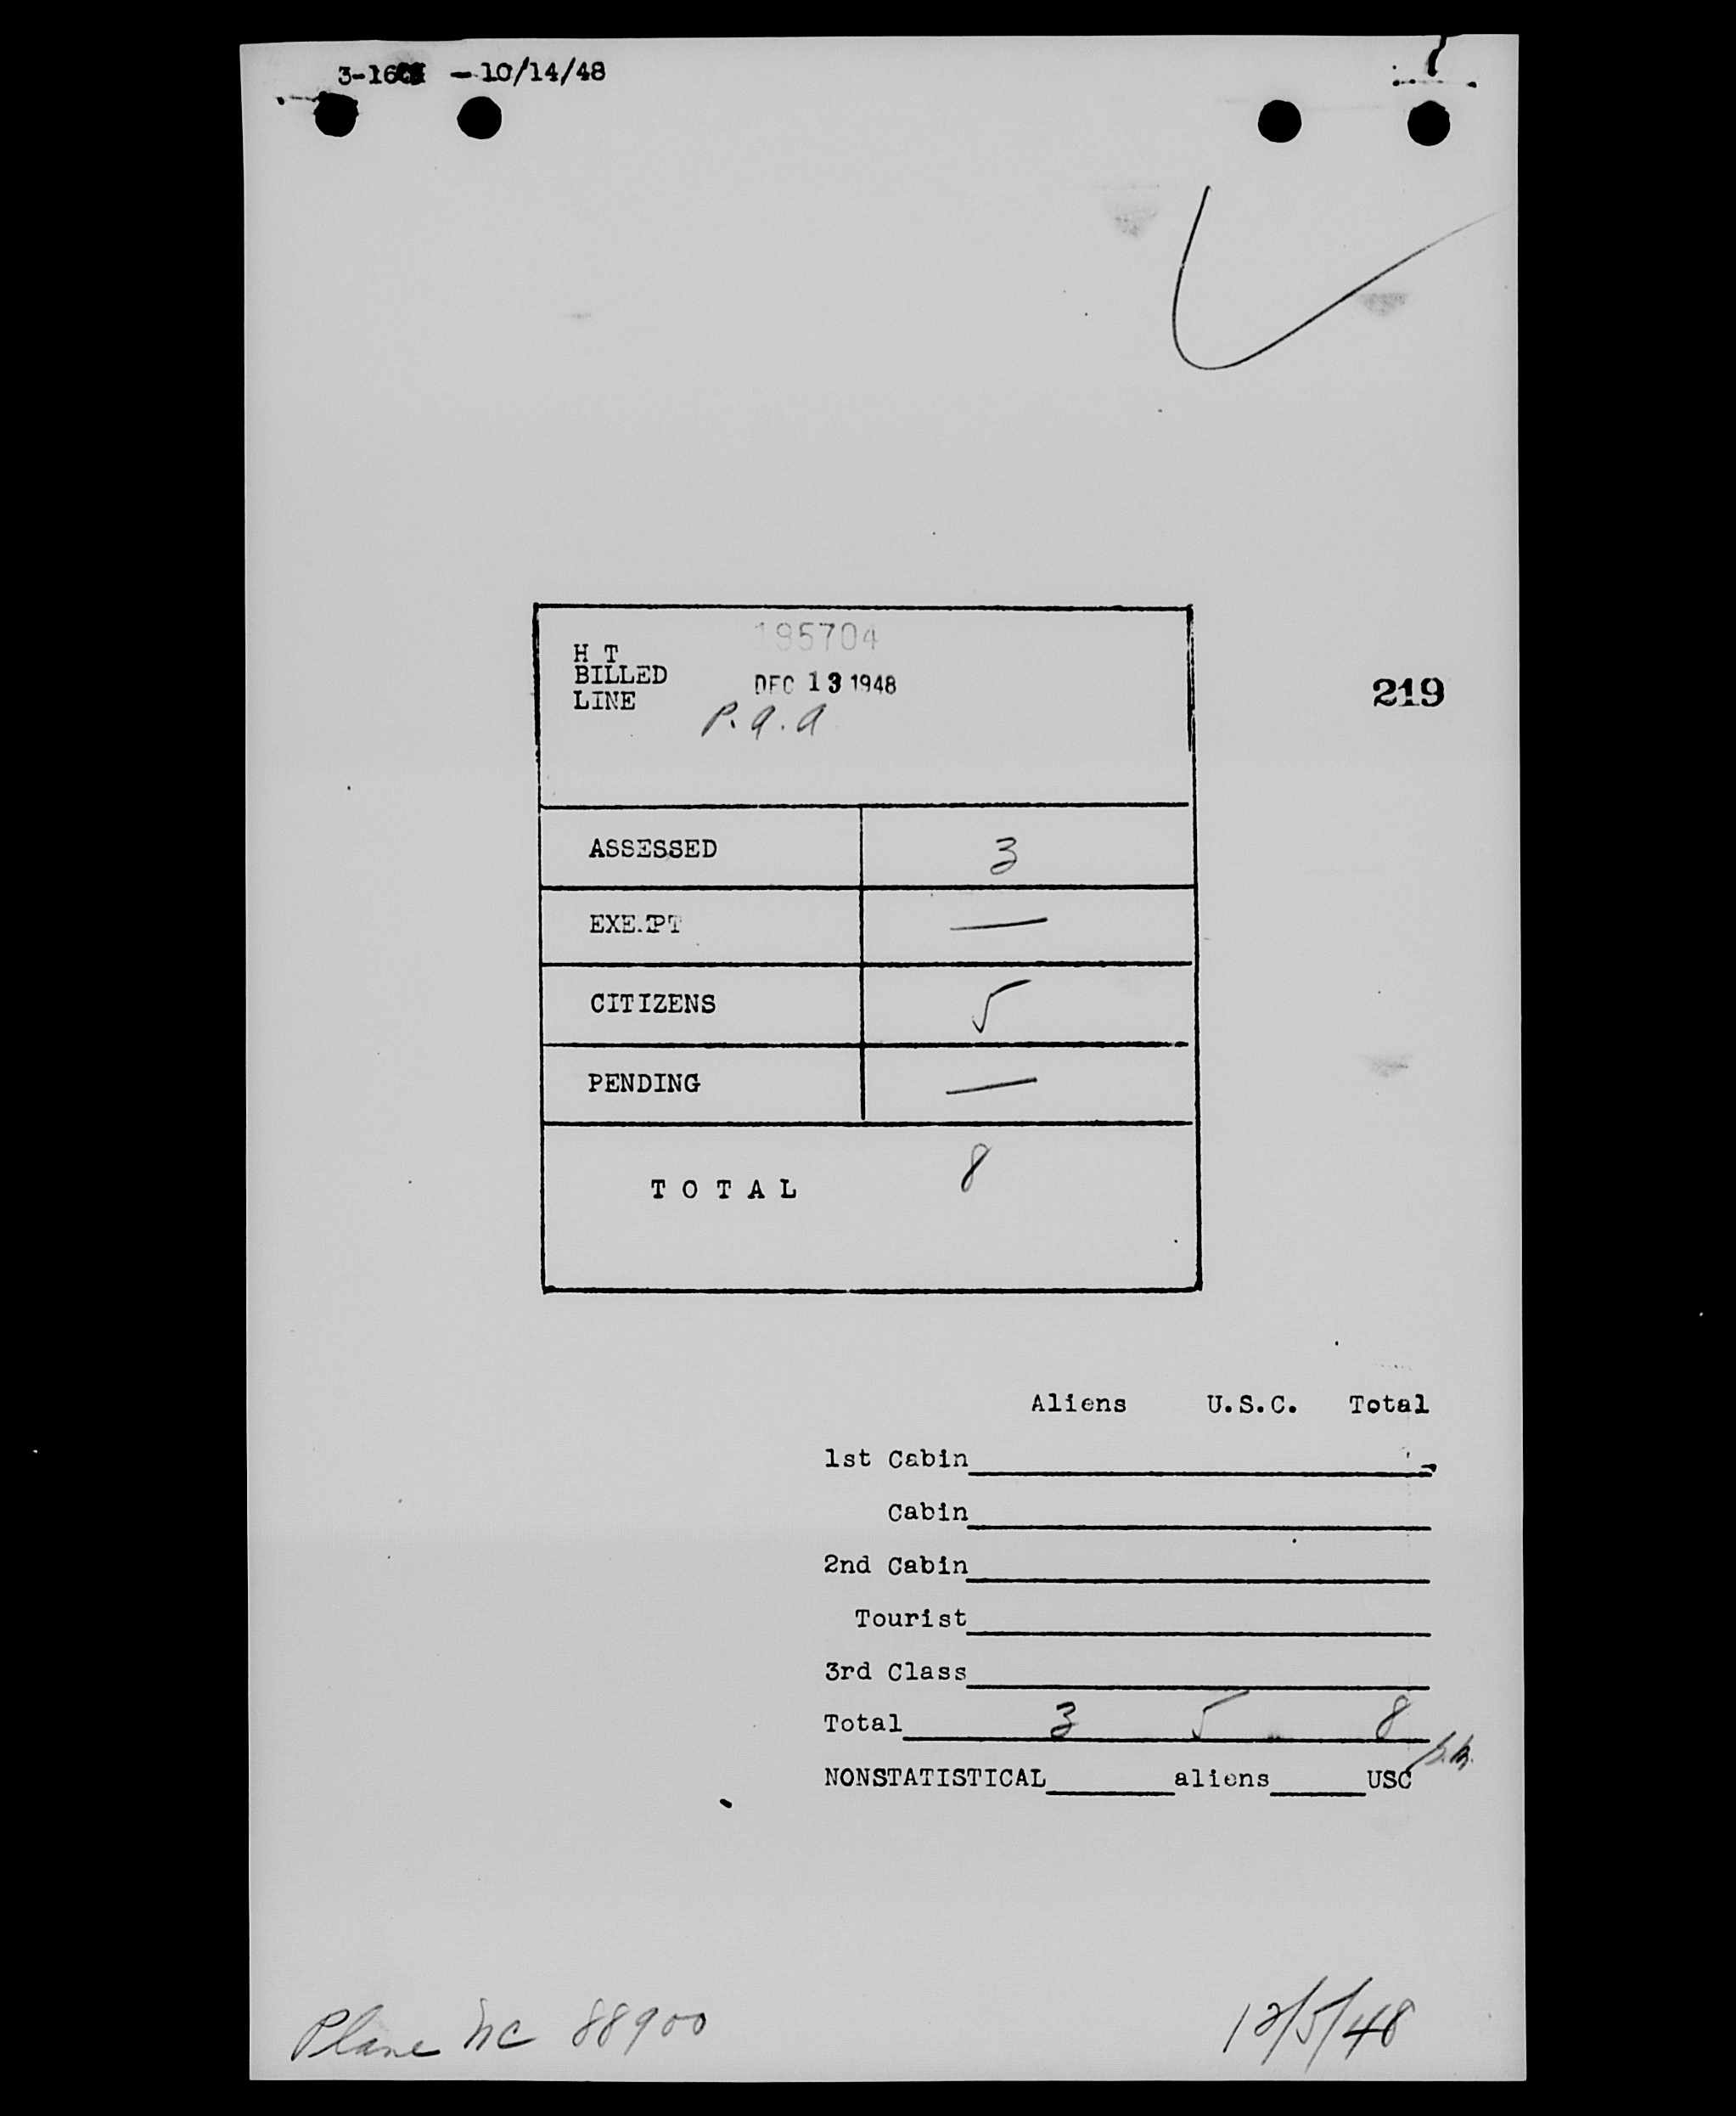 - 10/14/48
195704
H T
BILLED DEC 13 1948
LINE P.A.A
219
ASSESSED 3
EXEMPT —
CITIZENS 5
PENDING —
TOTAL 8
Aliens U.S.C. Total
1st Cabin
Cabin
2nd Cabin
Tourist
3rd Class
Total 3 5 8
NONSTATISTICAL aliens USC
Plane NC 88900 12/5/48